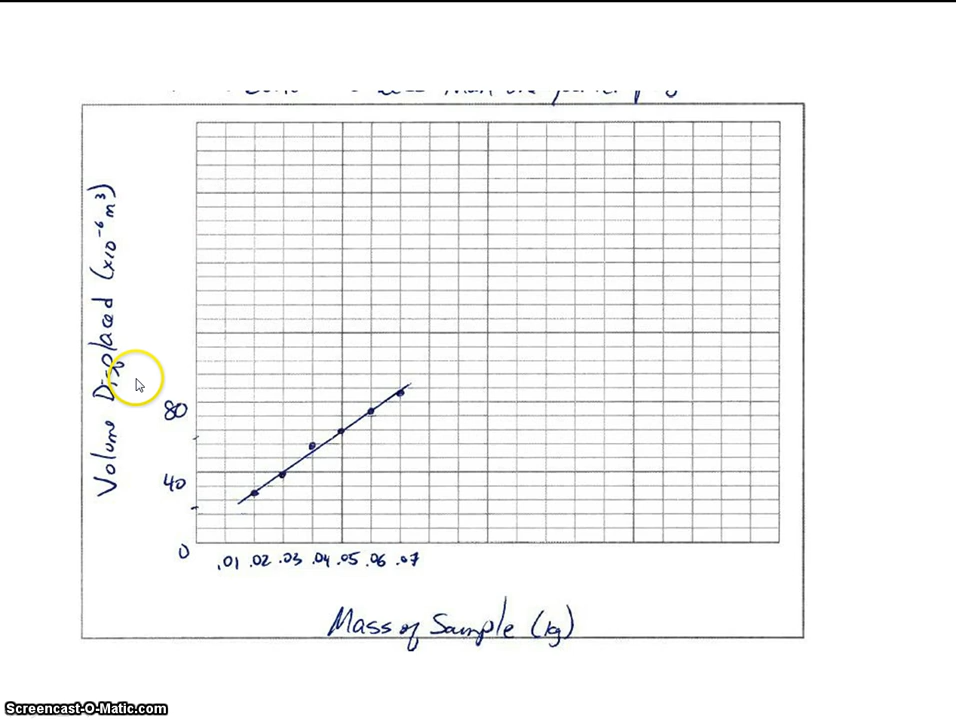 Volume Displaced (x10⁻⁶ m³)
80
40
0
.01 .02 .03 .04 .05 .06 .07
Mass of Sample (kg)
Screencast-O-Matic.com